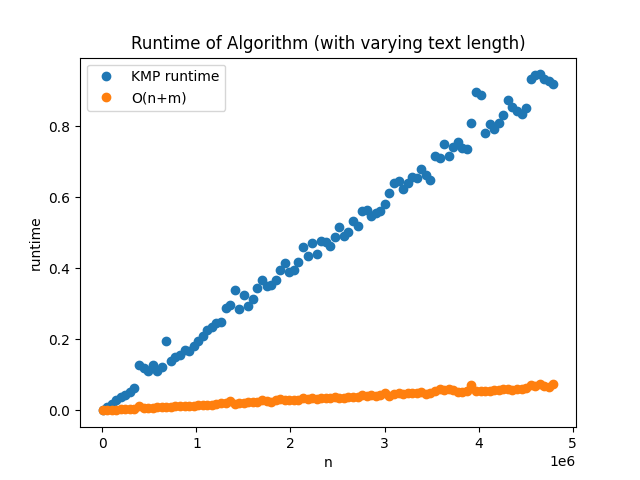 Runtime of Algorithm (with varying text length)
KMP runtime
O(n+m)
runtime
0.8
0.6
0.4
0.2
0.0
0 1 2 3 4 5
1e6
n